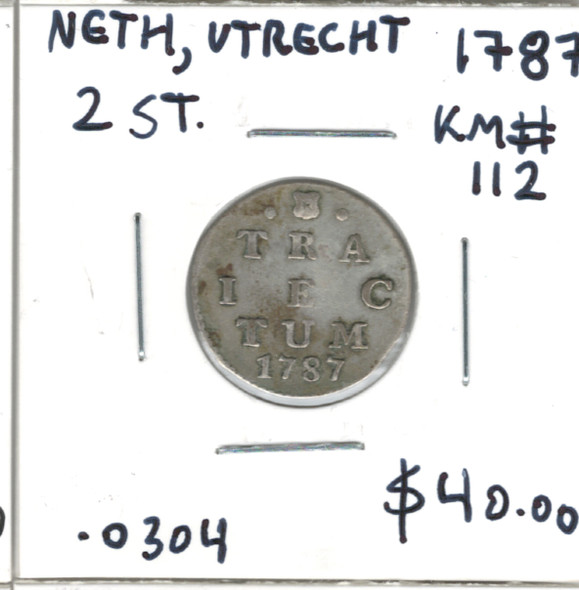 NETH, UTRECHT 1787
2 ST. KM#
112
TRA
IEC
TUM
1787
.0304 $40.00